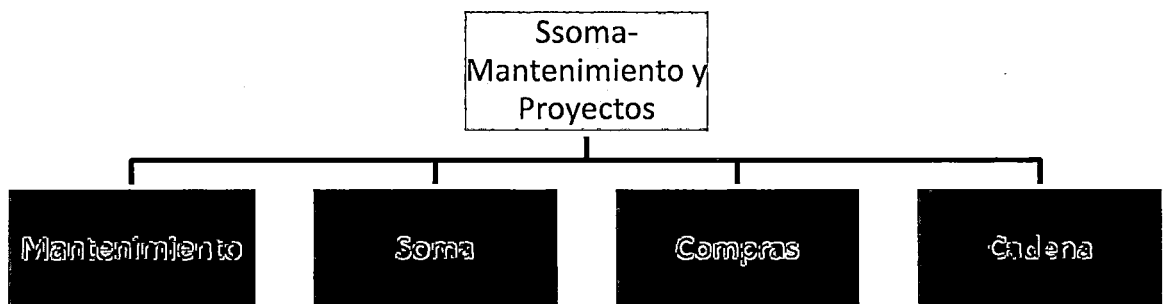 Ssoma-
Mantenimiento y
Proyectos
Mantenimiento
Soma
Compras
Cadena